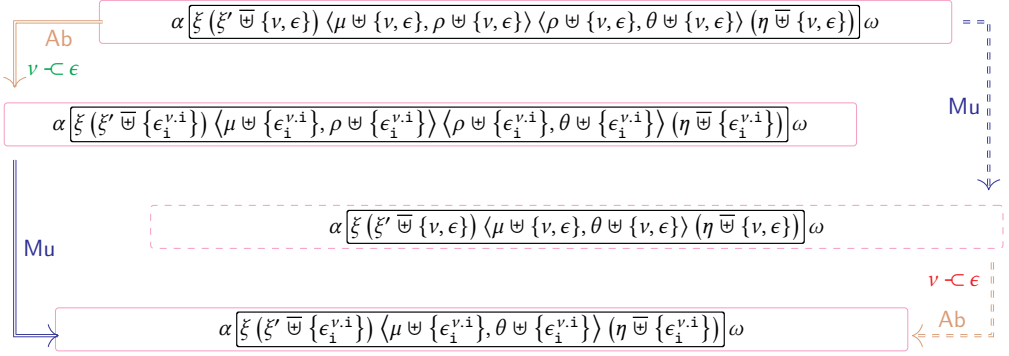 α ξ (ξ′ ⊎̅ {ν, ϵ}) ⟨μ ⊎ {ν, ϵ}, ρ ⊎ {ν, ϵ}⟩ ⟨ρ ⊎ {ν, ϵ}, θ ⊎ {ν, ϵ}⟩ (η ⊎̅ {ν, ϵ}) ω
Ab
ν ⤙ ϵ
Mu
α ξ (ξ′ ⊎̅ {ϵ_i^{ν.i}}) ⟨μ ⊎ {ϵ_i^{ν.i}}, ρ ⊎ {ϵ_i^{ν.i}}⟩ ⟨ρ ⊎ {ϵ_i^{ν.i}}, θ ⊎ {ϵ_i^{ν.i}}⟩ (η ⊎̅ {ϵ_i^{ν.i}}) ω
α ξ (ξ′ ⊎̅ {ν, ϵ}) ⟨μ ⊎ {ν, ϵ}, θ ⊎ {ν, ϵ}⟩ (η ⊎̅ {ν, ϵ}) ω
Mu
ν ⤙ ϵ
Ab
α ξ (ξ′ ⊎̅ {ϵ_i^{ν.i}}) ⟨μ ⊎ {ϵ_i^{ν.i}}, θ ⊎ {ϵ_i^{ν.i}}⟩ (η ⊎̅ {ϵ_i^{ν.i}}) ω